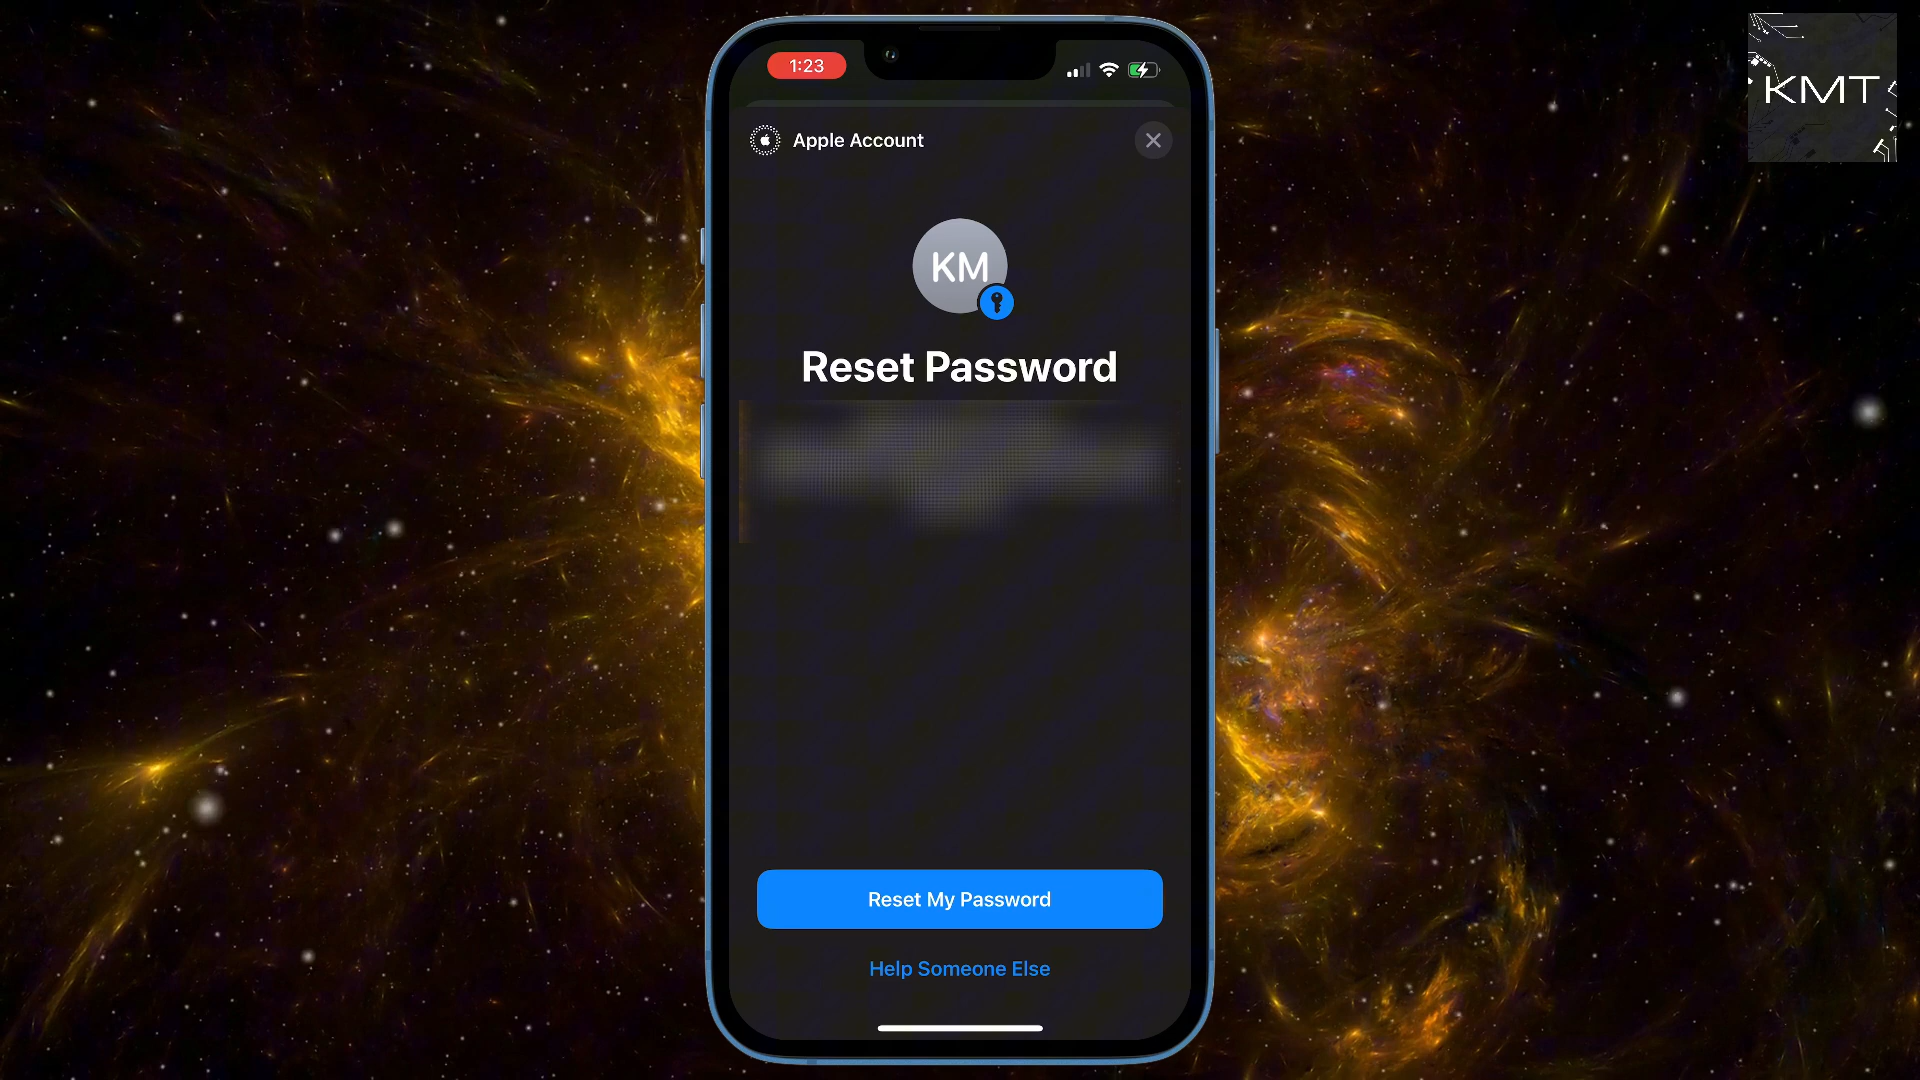 1:23
KMT
Apple Account
KM
Reset Password
Reset My Password
Help Someone Else